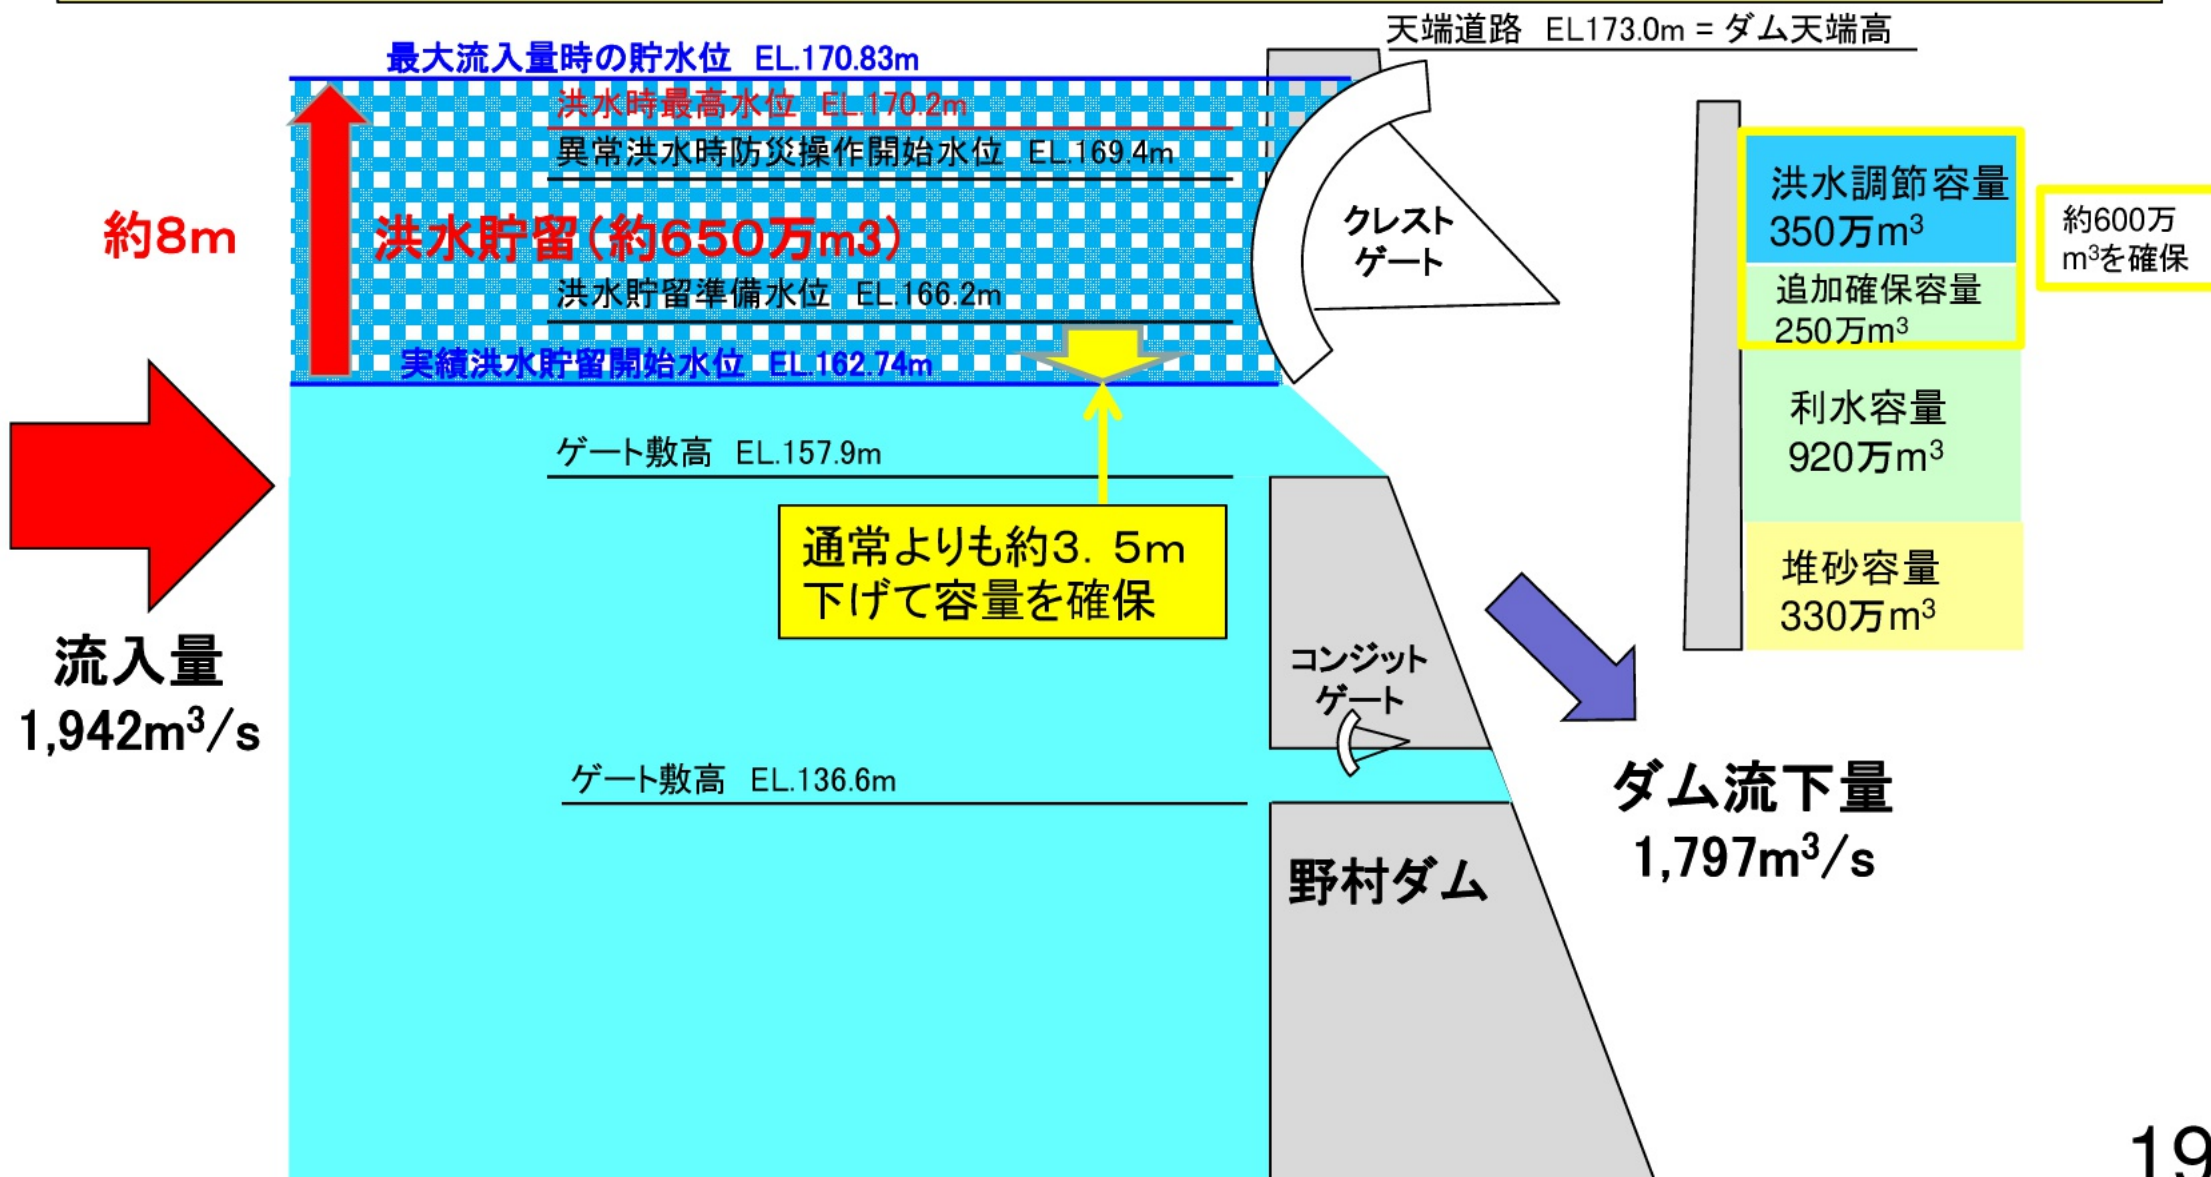 天端道路　EL173.0m = ダム天端高
最大流入量時の貯水位　EL.170.83m
洪水時最高水位　EL.170.2m
異常洪水時防災操作開始水位　EL.169.4m
約8m
洪水貯留(約650万m3)
洪水貯留準備水位　EL.166.2m
実績洪水貯留開始水位　EL.162.74m
クレスト
ゲート
洪水調節容量
350万m³
約600万
m³を確保
追加確保容量
250万m³
利水容量
920万m³
堆砂容量
330万m³
ゲート敷高　EL.157.9m
通常よりも約3．5m
下げて容量を確保
流入量
1,942m³/s
コンジット
ゲート
ゲート敷高　EL.136.6m
ダム流下量
1,797m³/s
野村ダム
19